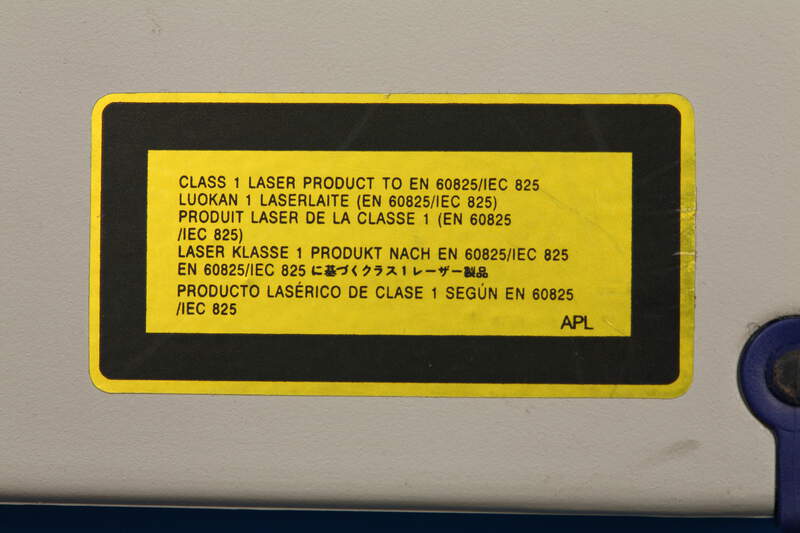 CLASS 1 LASER PRODUCT TO EN 60825/IEC 825
LUOKAN 1 LASERLAITE (EN 60825/IEC 825)
PRODUIT LASER DE LA CLASSE 1 (EN 60825
/IEC 825)
LASER KLASSE 1 PRODUKT NACH EN 60825/IEC 825
EN 60825/IEC 825 に基づくクラス1レーザー製品
PRODUCTO LASÉRICO DE CLASE 1 SEGÚN EN 60825
/IEC 825
APL